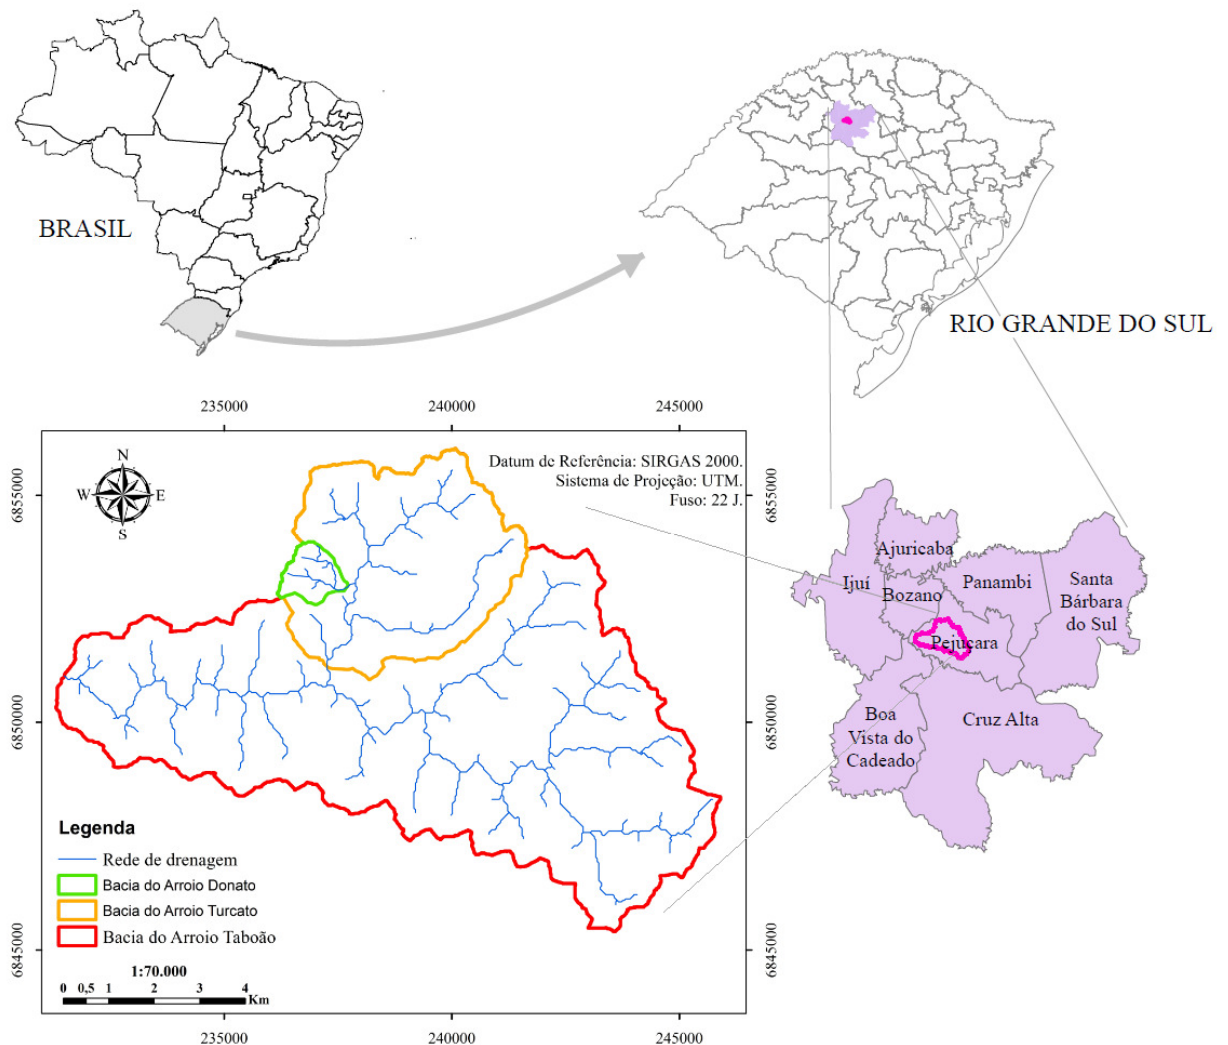 BRASIL
RIO GRANDE DO SUL
235000
240000
245000
N
W
E
S
Datum de Referência: SIRGAS 2000.
Sistema de Projeção: UTM.
Fuso: 22 J.
6855000
6855000
6850000
6850000
6845000
6845000
Legenda
Rede de drenagem
Bacia do Arroio Donato
Bacia do Arroio Turcato
Bacia do Arroio Taboão
1:70.000
0 0,5 1 2 3 4
Km
235000
240000
245000
Ajuricaba
Ijuí
Bozano
Panambi
Santa
Bárbara
do Sul
Pejuçara
Boa
Vista do
Cadeado
Cruz Alta